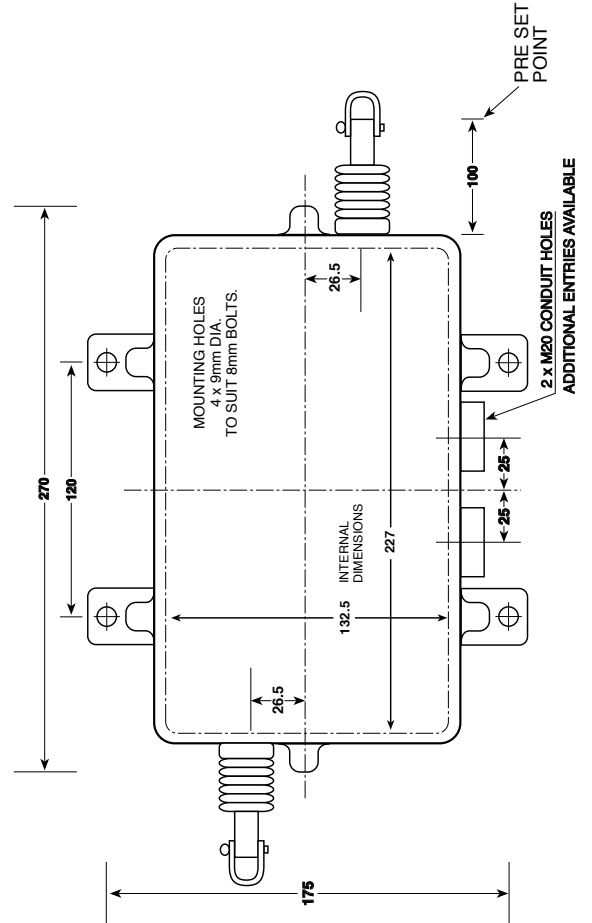 270
120
175
26.5
26.5
MOUNTING HOLES
4 x 9mm DIA.
TO SUIT 8mm BOLTS.
INTERNAL
DIMENSIONS
132.5
227
25
25
100
PRE SET
POINT
2 x M20 CONDUIT HOLES
ADDITIONAL ENTRIES AVAILABLE